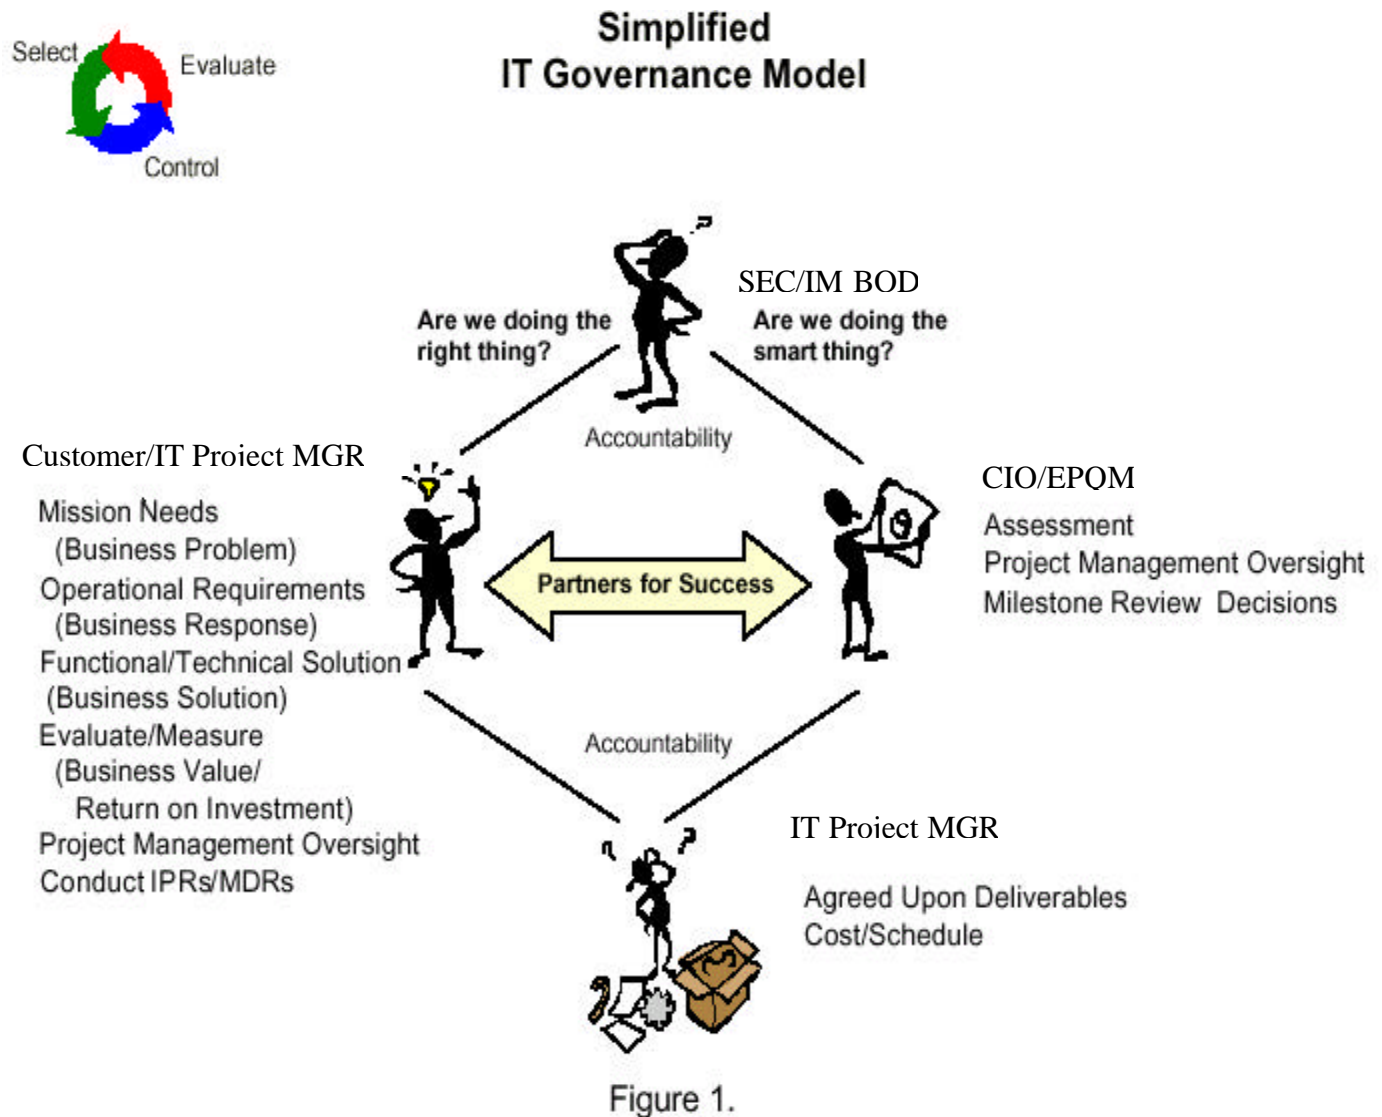 Simplified
IT Governance Model
Select
Evaluate
Control
SEC/IM BOD
Are we doing the
right thing?
Are we doing the
smart thing?
Accountability
Customer/IT Project MGR
Mission Needs
(Business Problem)
Operational Requirements
(Business Response)
Functional/Technical Solution
(Business Solution)
Evaluate/Measure
(Business Value/
Return on Investment)
Project Management Oversight
Conduct IPRs/MDRs
Partners for Success
CIO/EPQM
Assessment
Project Management Oversight
Milestone Review Decisions
Accountability
IT Project MGR
Agreed Upon Deliverables
Cost/Schedule
Figure 1.